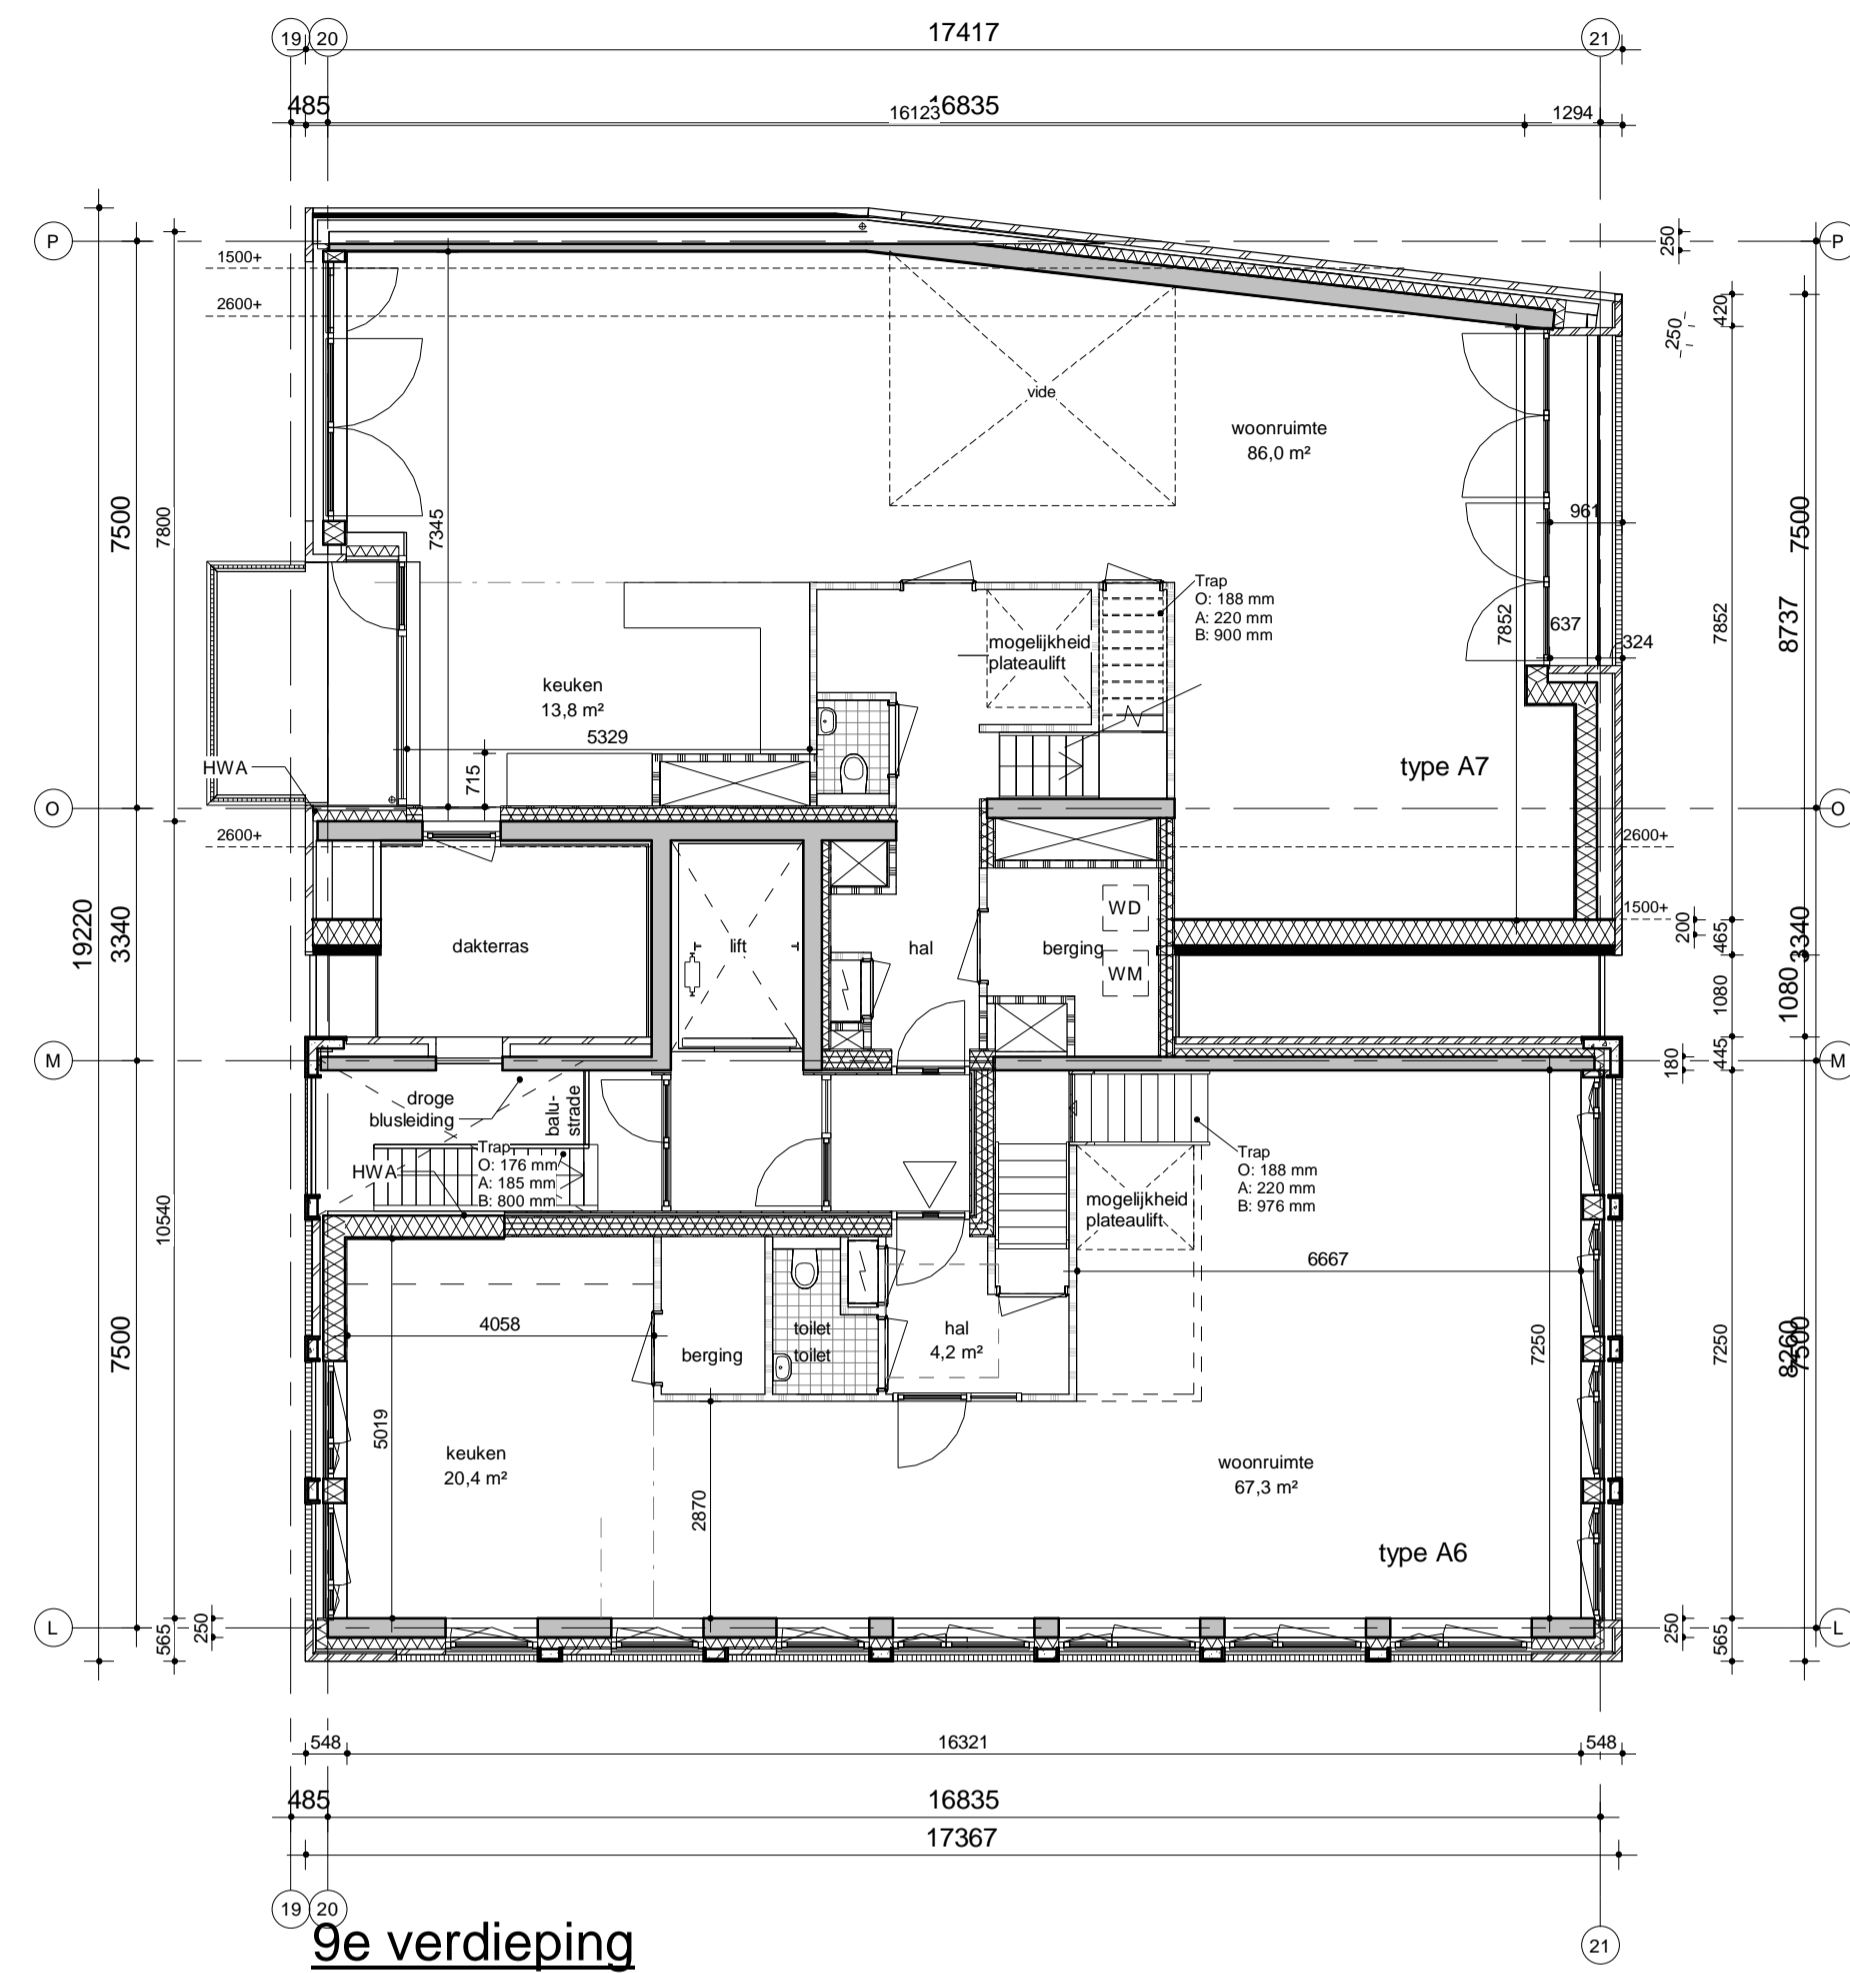 19
20
21
17417
485
16835
16123
1294
P
P
1500+
2600+
250
420
250
vide
woonruimte
86,0 m²
7500
7800
7345
961
7500
7852
637
324
7852
8737
Trap
O: 188 mm
A: 220 mm
B: 900 mm
mogelijkheid
plateaulift
keuken
13,8 m²
5329
715
HWA
type A7
O
O
2600+
2600+
1500+
19220
3340
dakterras
lift
hal
berging
WD
WM
200
465
3340
1080
1080
M
M
180
445
droge
blusleiding
balu-
strade
Trap
O: 176 mm
A: 185 mm
B: 800 mm
HWA
Trap
O: 188 mm
A: 220 mm
B: 976 mm
mogelijkheid
plateaulift
10540
7500
4058
6667
berging
toilet
toilet
hal
4,2 m²
7250
7250
8260
7500
5019
keuken
20,4 m²
2870
woonruimte
67,3 m²
type A6
L
L
565
250
250
565
548
16321
548
485
16835
17367
19
20
21
9e verdieping